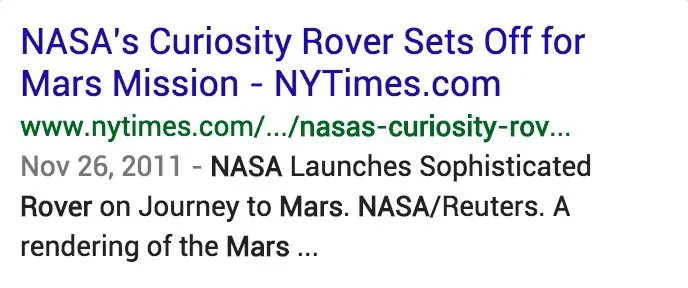 NASA's Curiosity Rover Sets Off for
Mars Mission - NYTimes.com
www.nytimes.com/.../nasas-curiosity-rov...
Nov 26, 2011 - NASA Launches Sophisticated
Rover on Journey to Mars. NASA/Reuters. A
rendering of the Mars ...